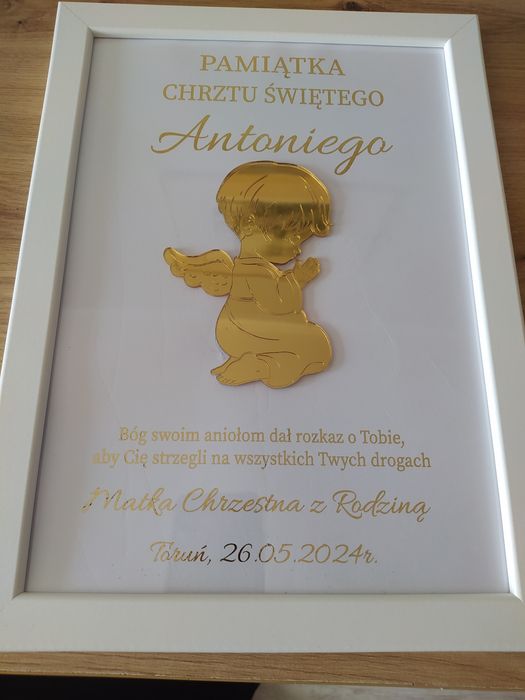 PAMIĄTKA
CHRZTU ŚWIĘTEGO
Antoniego
Bóg swoim aniołom dał rozkaz o Tobie,
aby Cię strzegli na wszystkich Twych drogach
Matka Chrzestna z Rodziną
Toruń, 26.05.2024r.